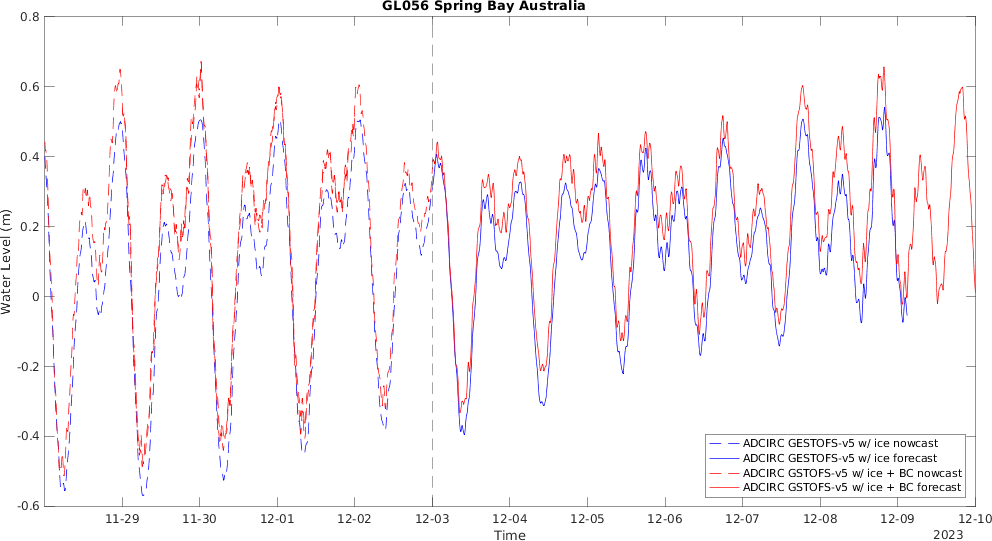 GL056 Spring Bay Australia
Water Level (m)
0.8
0.6
0.4
0.2
0
-0.2
-0.4
-0.6
ADCIRC GESTOFS-v5 w/ ice nowcast
ADCIRC GESTOFS-v5 w/ ice forecast
ADCIRC GSTOFS-v5 w/ ice + BC nowcast
ADCIRC GSTOFS-v5 w/ ice + BC forecast
11-29 11-30 12-01 12-02 12-03 12-04 12-05 12-06 12-07 12-08 12-09 12-10
Time
2023